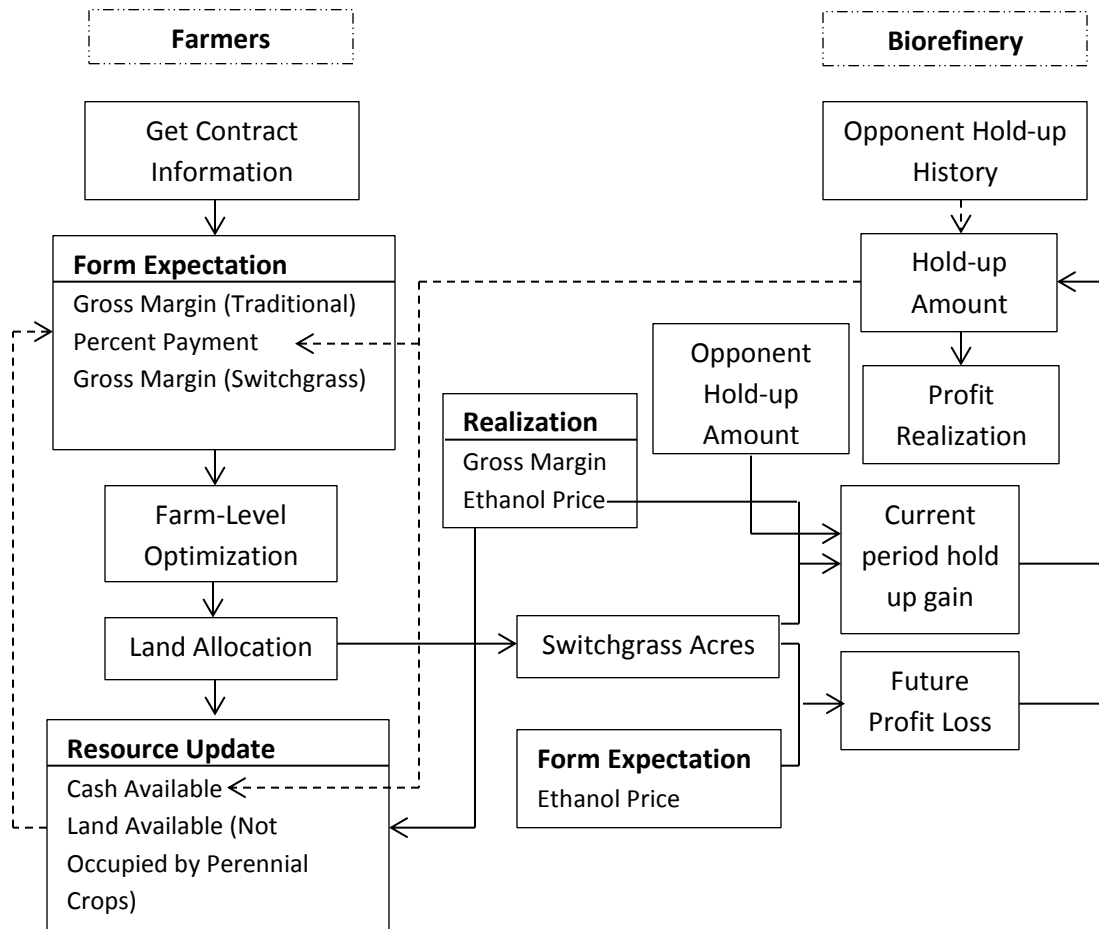 Farmers
Biorefinery
Get Contract
Information
Opponent Hold-up
History
Form Expectation
Gross Margin (Traditional)
Percent Payment
Gross Margin (Switchgrass)
Hold-up
Amount
Opponent
Hold-up
Amount
Profit
Realization
Realization
Gross Margin
Ethanol Price
Farm-Level
Optimization
Current
period hold
up gain
Land Allocation
Switchgrass Acres
Future
Profit Loss
Resource Update
Cash Available
Land Available (Not
Occupied by Perennial
Crops)
Form Expectation
Ethanol Price